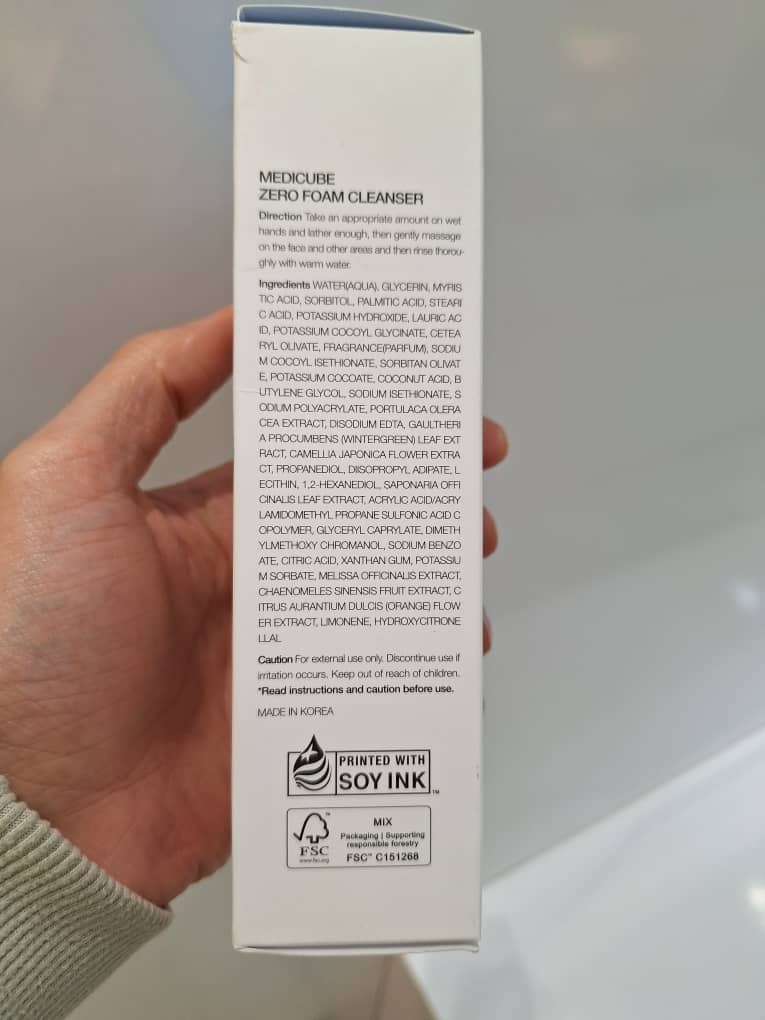 MEDICUBE
ZERO FOAM CLEANSER
Direction Take an appropriate amount on wet
hands and lather enough, then gently massage
on the face and other areas and then rinse thorou-
ghly with warm water.
Ingredients WATER(AQUA), GLYCERIN, MYRIS
TIC ACID, SORBITOL, PALMITIC ACID, STEARI
C ACID, POTASSIUM HYDROXIDE, LAURIC AC
ID, POTASSIUM COCOYL GLYCINATE, CETEA
RYL OLIVATE, FRAGRANCE(PARFUM), SODIU
M COCOYL ISETHIONATE, SORBITAN OLIVAT
E, POTASSIUM COCOATE, COCONUT ACID, B
UTYLENE GLYCOL, SODIUM ISETHIONATE, S
ODIUM POLYACRYLATE, PORTULACA OLERA
CEA EXTRACT, DISODIUM EDTA, GAULTHERI
A PROCUMBENS (WINTERGREEN) LEAF EXT
RACT, CAMELLIA JAPONICA FLOWER EXTRA
CT, PROPANEDIOL, DIISOPROPYL ADIPATE, L
ECITHIN, 1,2-HEXANEDIOL, SAPONARIA OFFI
CINALIS LEAF EXTRACT, ACRYLIC ACID/ACRY
LAMIDOMETHYL PROPANE SULFONIC ACID C
OPOLYMER, GLYCERYL CAPRYLATE, DIMETH
YLMETHOXY CHROMANOL, SODIUM BENZO
ATE, CITRIC ACID, XANTHAN GUM, POTASSIU
M SORBATE, MELISSA OFFICINALIS EXTRACT,
CHAENOMELES SINENSIS FRUIT EXTRACT, C
ITRUS AURANTIUM DULCIS (ORANGE) FLOW
ER EXTRACT, LIMONENE, HYDROXYCITRONE
LLAL
Caution For external use only. Discontinue use if
irritation occurs. Keep out of reach of children.
*Read instructions and caution before use.
MADE IN KOREA
PRINTED WITH
SOY INK™
MIX
Packaging | Supporting
responsible forestry
FSC™ C151268
FSC
www.fsc.org